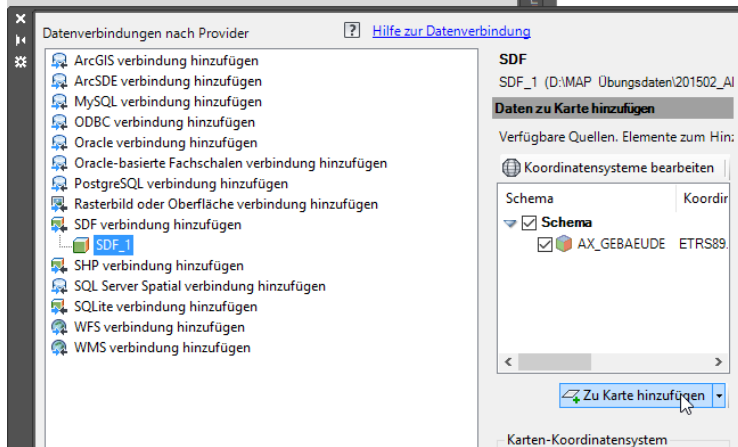 Datenverbindungen nach Provider
? Hilfe zur Datenverbindung
ArcGIS verbindung hinzufügen
ArcSDE verbindung hinzufügen
MySQL verbindung hinzufügen
ODBC verbindung hinzufügen
Oracle verbindung hinzufügen
Oracle-basierte Fachschalen verbindung hinzufügen
PostgreSQL verbindung hinzufügen
Rasterbild oder Oberfläche verbindung hinzufügen
SDF verbindung hinzufügen
SDF_1
SHP verbindung hinzufügen
SQL Server Spatial verbindung hinzufügen
SQLite verbindung hinzufügen
WFS verbindung hinzufügen
WMS verbindung hinzufügen
SDF
SDF_1 (D:\MAP Übungsdaten\201502_Al
Daten zu Karte hinzufügen
Verfügbare Quellen. Elemente zum Hinz
Koordinatensysteme bearbeiten
Schema Koordir
Schema
AX_GEBAEUDE ETRS89.
Zu Karte hinzufügen
Karten-Koordinatensystem